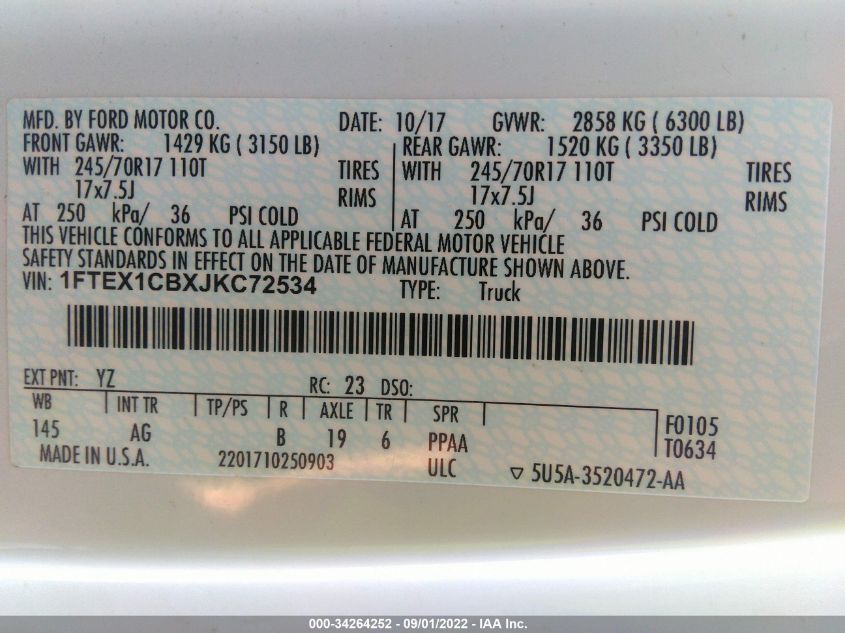 MFD. BY FORD MOTOR CO. DATE: 10/17 GVWR: 2858 KG ( 6300 LB)
FRONT GAWR: 1429 KG ( 3150 LB) REAR GAWR: 1520 KG ( 3350 LB)
WITH 245/70R17 110T TIRES WITH 245/70R17 110T TIRES
17x7.5J RIMS 17x7.5J RIMS
AT 250 kPa/ 36 PSI COLD AT 250 kPa/ 36 PSI COLD
THIS VEHICLE CONFORMS TO ALL APPLICABLE FEDERAL MOTOR VEHICLE
SAFETY STANDARDS IN EFFECT ON THE DATE OF MANUFACTURE SHOWN ABOVE.
VIN: 1FTEX1CBXJKC72534 TYPE: Truck
EXT PNT: YZ RC: 23 DSO:
WB INT TR TP/PS R AXLE TR SPR F0105
145 AG B 19 6 PPAA T0634
MADE IN U.S.A. 2201710250903 ULC ▽ 5U5A-3520472-AA
000-34264252 - 09/01/2022 - IAA Inc.